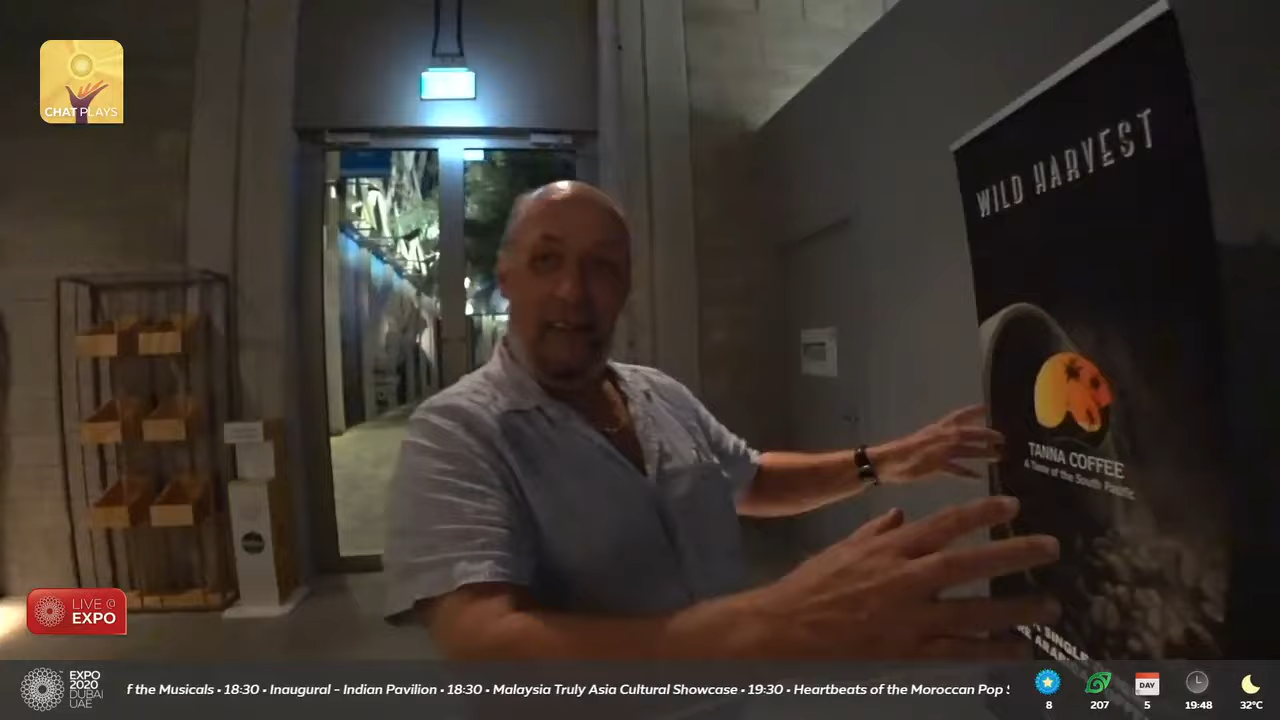 CHAT PLAYS
WILD HARVEST
TANNA COFFEE
A Taste of the South Pacific
SINGLE
LIVE @
EXPO
EXPO
2020
DUBAI
UAE
f the Musicals • 18:30 • Inaugural - Indian Pavilion • 18:30 • Malaysia Truly Asia Cultural Showcase • 19:30 • Heartbeats of the Moroccan Pop S
DAY
8
207
5
19:48
32°C